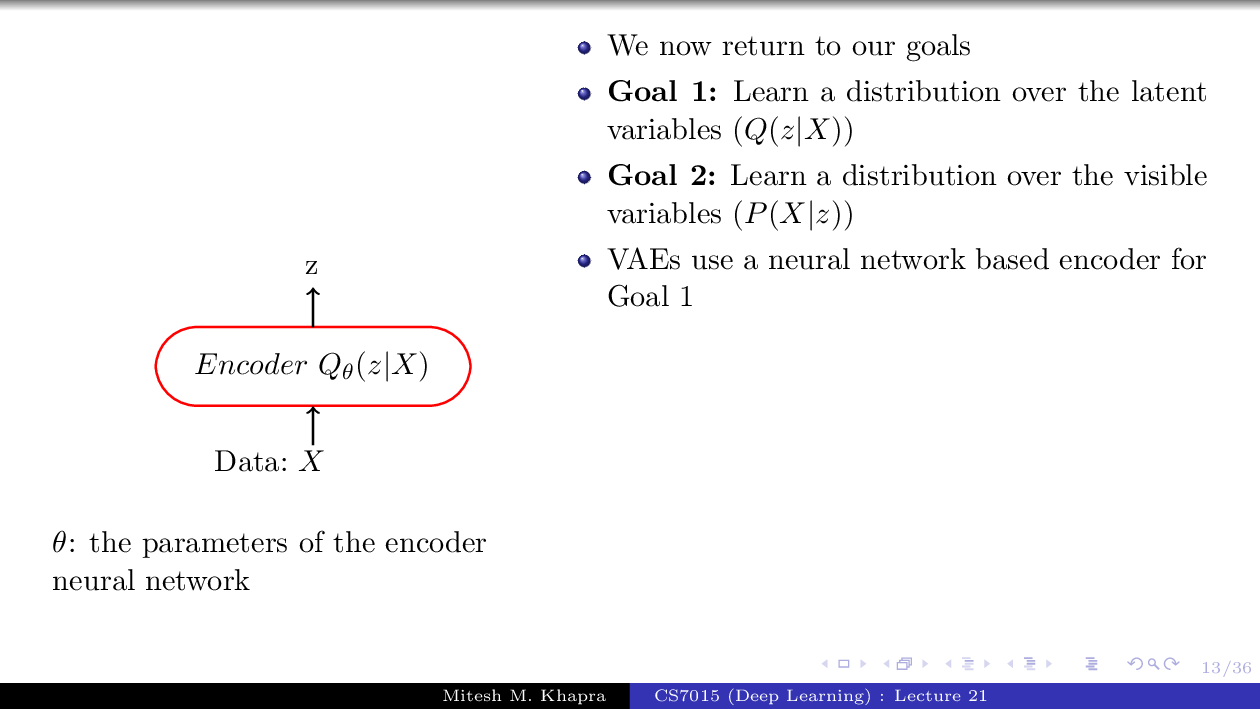 We now return to our goals
Goal 1: Learn a distribution over the latent
variables (Q(z|X))
Goal 2: Learn a distribution over the visible
variables (P(X|z))
VAEs use a neural network based encoder for
Goal 1
z
Encoder Q_θ(z|X)
Data: X
θ: the parameters of the encoder
neural network
13/36
Mitesh M. Khapra
CS7015 (Deep Learning) : Lecture 21